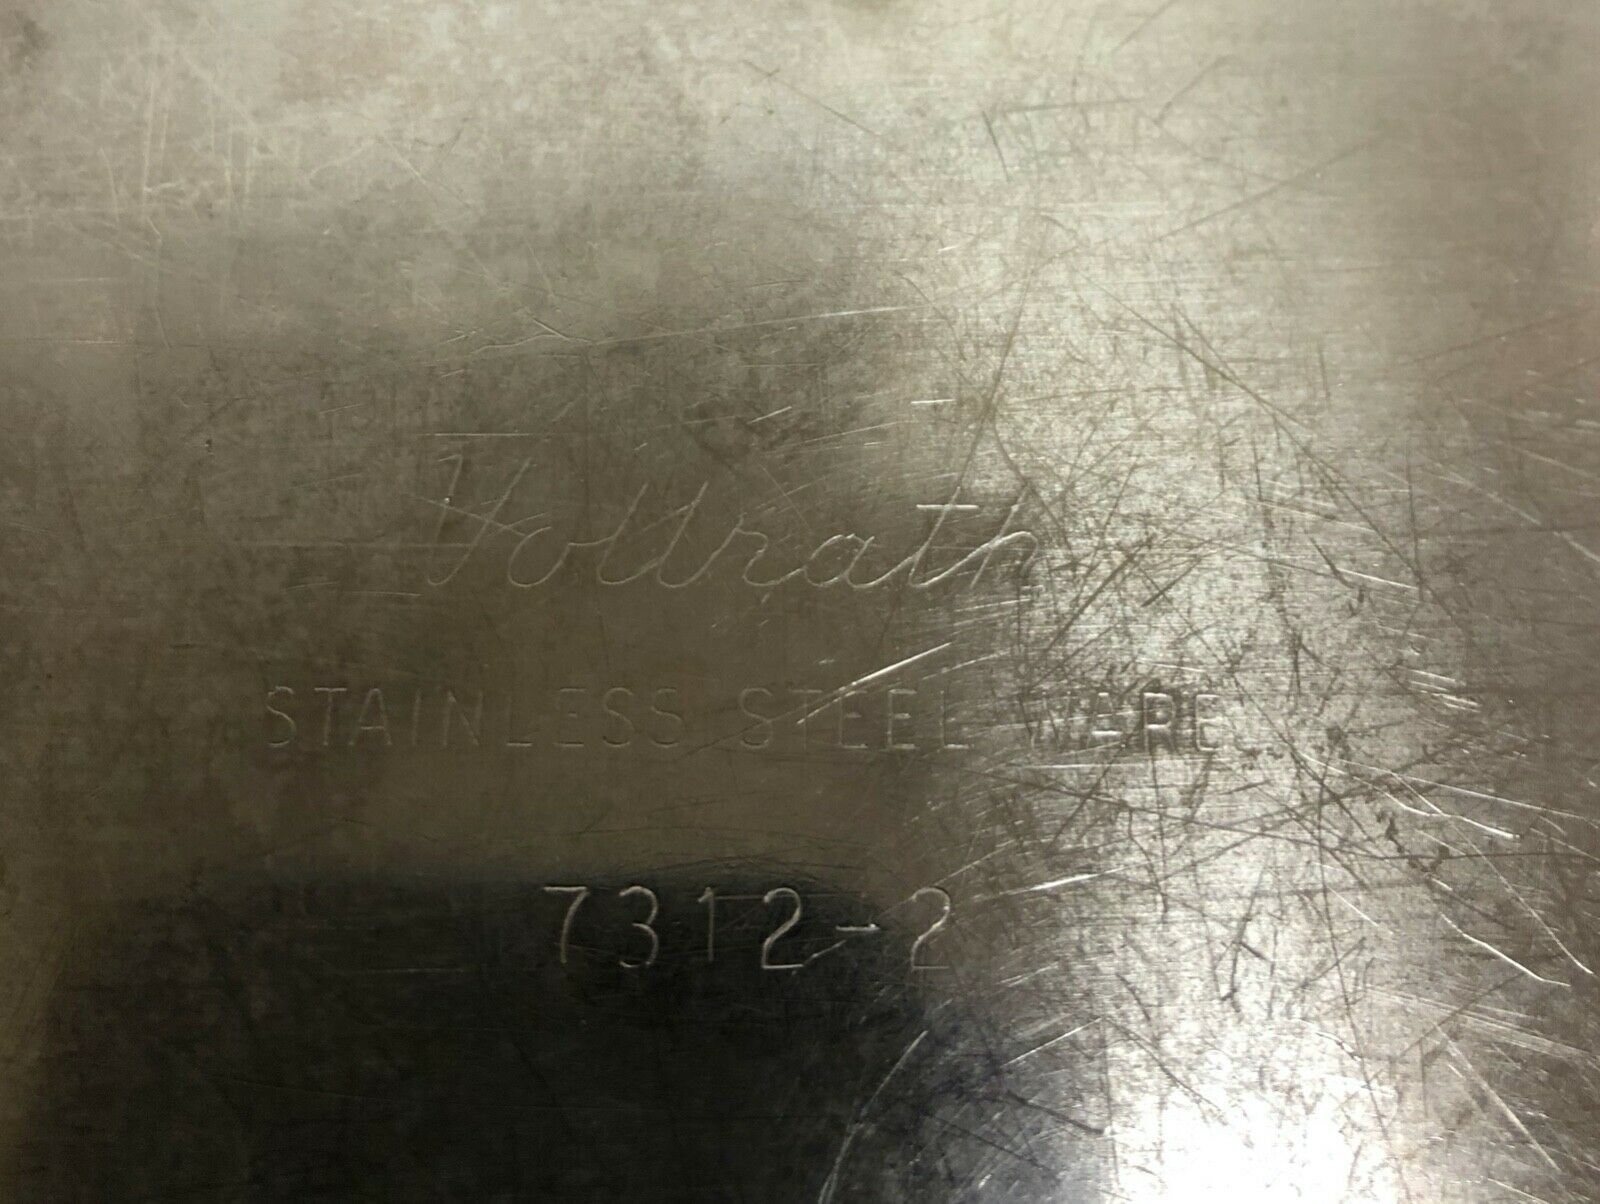 Vollrath
STAINLESS STEEL WARE
7312-2